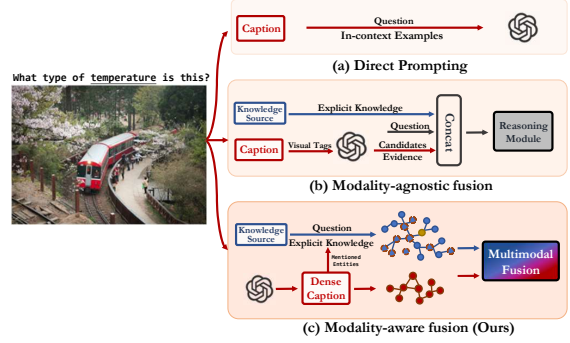 What type of temperature is this?
Caption
Question
In-context Examples
(a) Direct Prompting
Knowledge
Source
Explicit Knowledge
Question
Caption
Visual Tags
Candidates
Evidence
Concat
Reasoning
Module
(b) Modality-agnostic fusion
Knowledge
Source
Question
Explicit Knowledge
Mentioned
Entities
Dense
Caption
Multimodal
Fusion
(c) Modality-aware fusion (Ours)